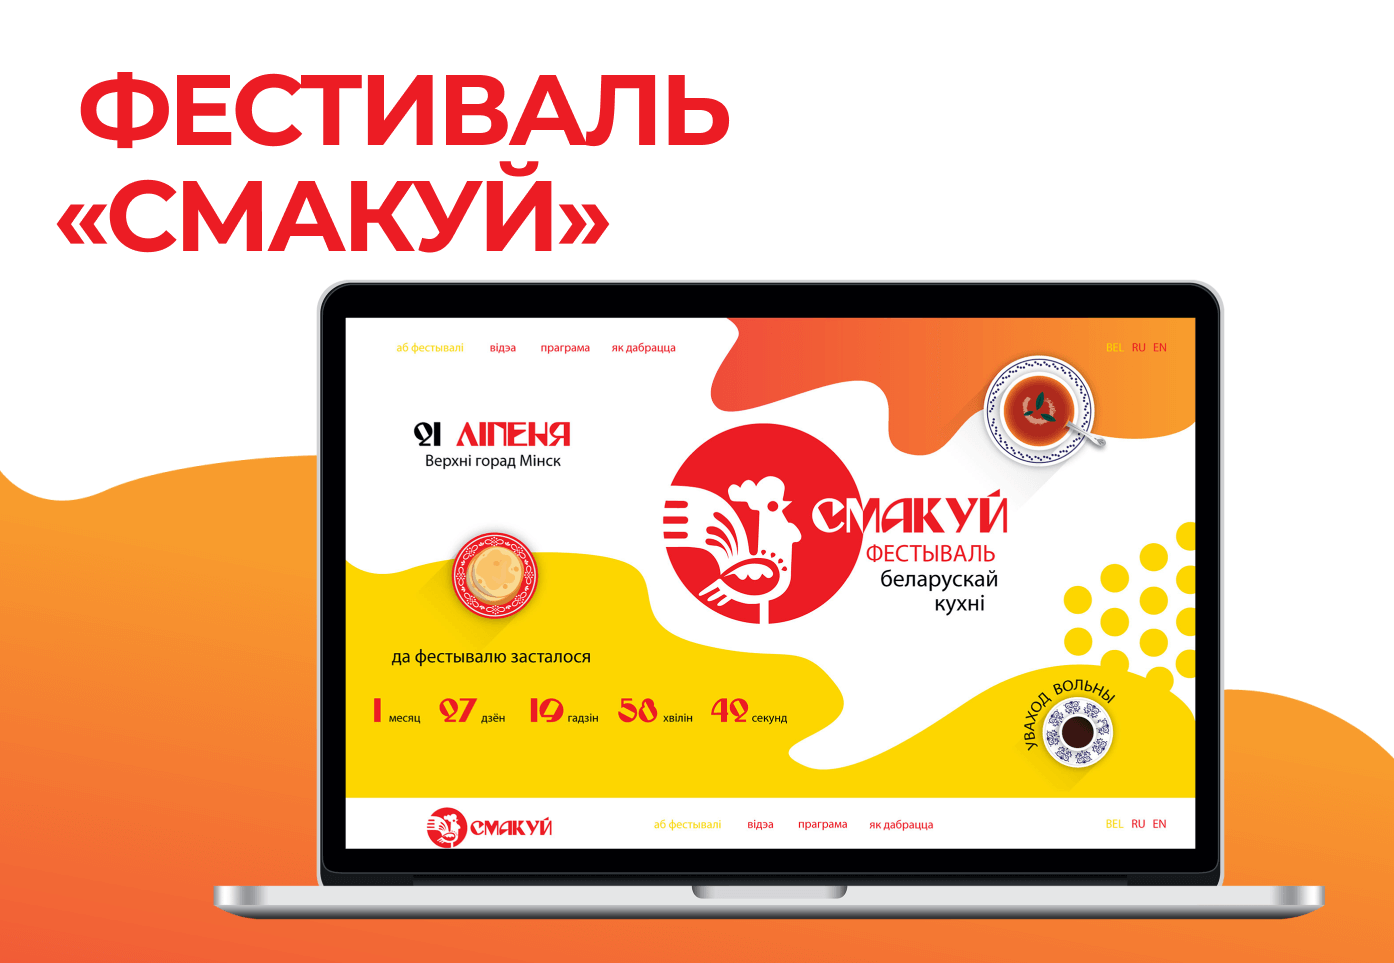 ФЕСТИВАЛЬ
«СМАКУЙ»
аб фестывалі відэа праграма як дабрацца
BEL RU EN
21 ЛІПЕНЯ
Верхні горад Мінск
СМАКУЙ
ФЕСТЫВАЛЬ
беларускай
кухні
да фестывалю засталося
1 месяц 27 дзён 19 гадзін 58 хвілін 42 секунд
УВАХОД ВОЛЬНЫ
СМАКУЙ
аб фестывалі відэа праграма як дабрацца
BEL RU EN